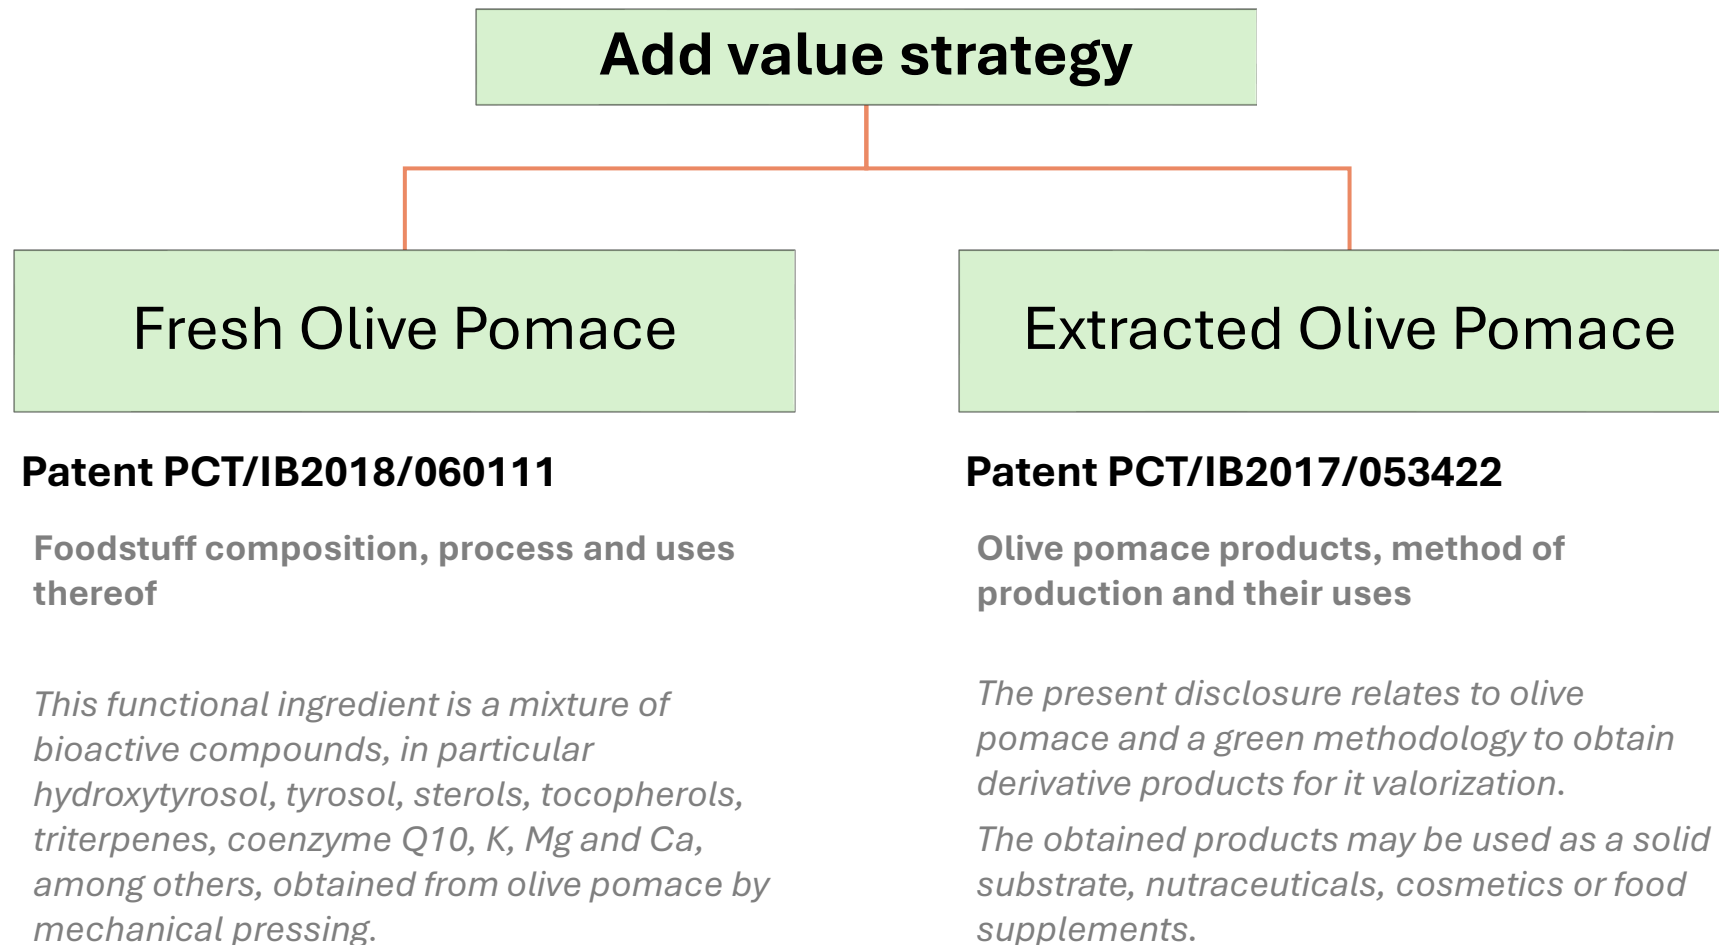 Add value strategy
Fresh Olive Pomace
Patent PCT/IB2018/060111
Foodstuff composition, process and uses
thereof
This functional ingredient is a mixture of
bioactive compounds, in particular
hydroxytyrosol, tyrosol, sterols, tocopherols,
triterpenes, coenzyme Q10, K, Mg and Ca,
among others, obtained from olive pomace by
mechanical pressing.
Extracted Olive Pomace
Patent PCT/IB2017/053422
Olive pomace products, method of
production and their uses
The present disclosure relates to olive
pomace and a green methodology to obtain
derivative products for it valorization.
The obtained products may be used as a solid
substrate, nutraceuticals, cosmetics or food
supplements.